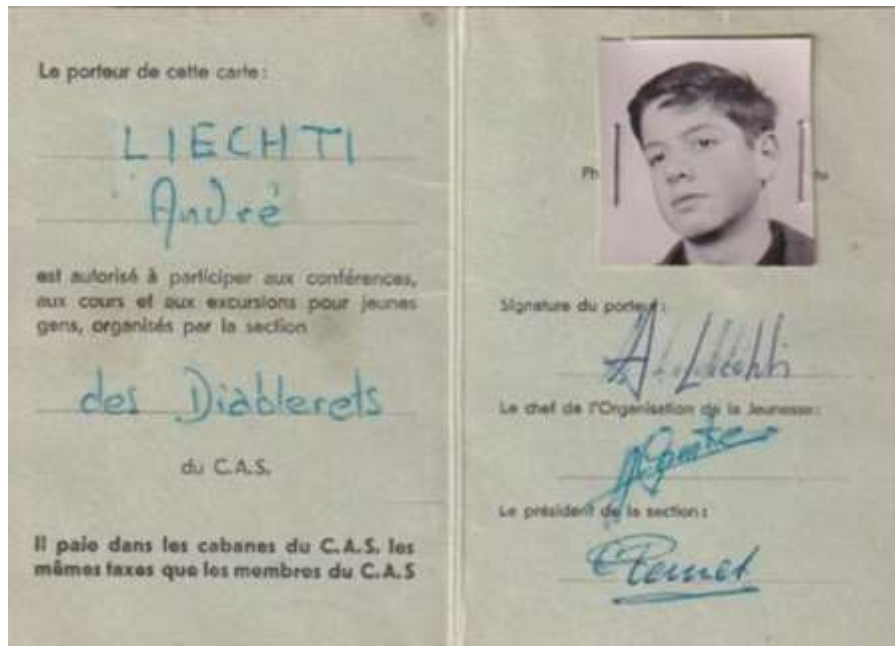 Le porteur de cette carte:
LIECHTI
André
est autorisé à participer aux conférences,
aux cours et aux excursions pour jeunes
gens, organisés par la section
des Diablerets
du C.A.S.
Il paie dans les cabanes du C.A.S. les
mêmes taxes que les membres du C.A.S
Ph
Signature du porteur:
A. Liechti
Le chef de l'Organisation de la Jeunesse:
Le président de la section: